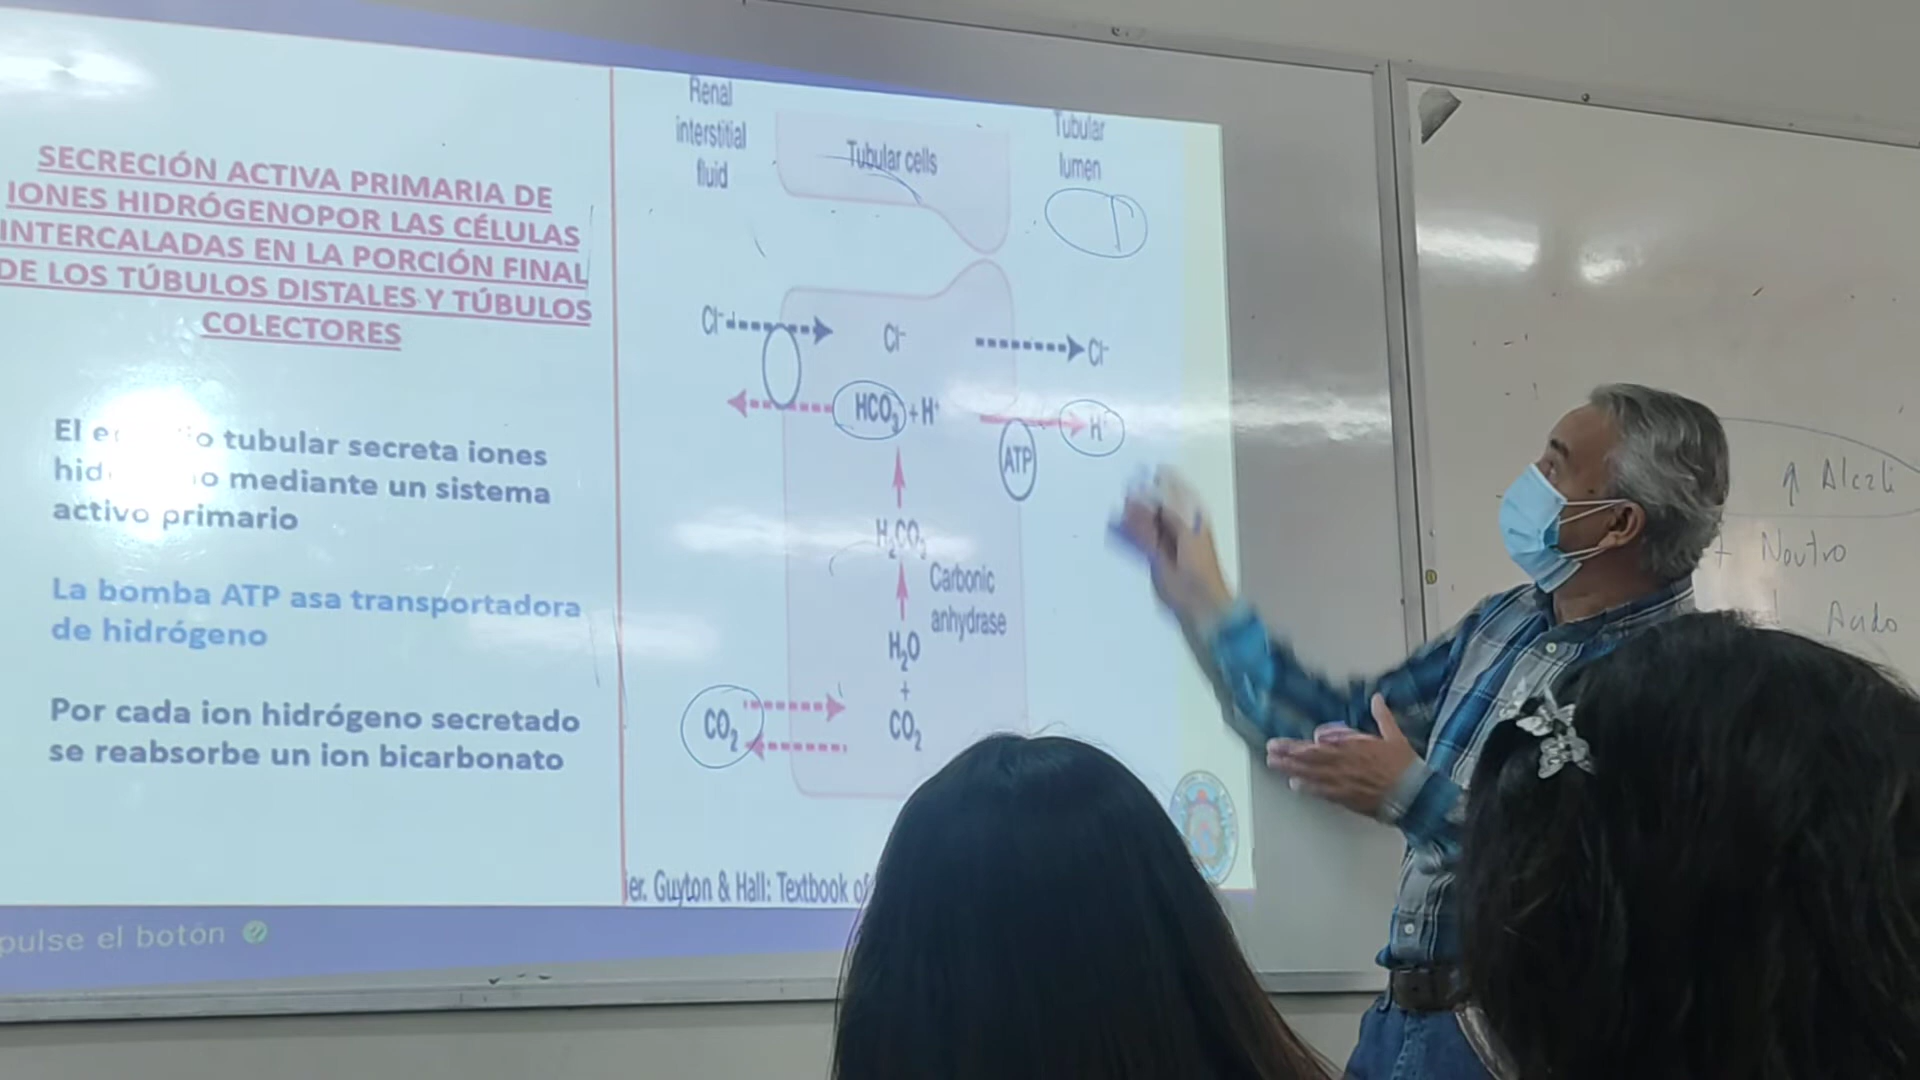 SECRECIÓN ACTIVA PRIMARIA DE
IONES HIDRÓGENOPOR LAS CÉLULAS
INTERCALADAS EN LA PORCIÓN FINAL
DE LOS TÚBULOS DISTALES Y TÚBULOS
COLECTORES
El tubular secreta iones
mediante un sistema
activo primario
La bomba ATP asa transportadora
de hidrógeno
Por cada ion hidrógeno secretado
se reabsorbe un ion bicarbonato
pulse el botón
Renal
interstitial
fluid
Tubular cells
Tubular
lumen
Cl⁻
Cl⁻
Cl⁻
HCO₃⁻ + H⁺
H⁺
ATP
H₂CO₃
Carbonic
anhydrase
H₂O
+
CO₂
CO₂
Guyton & Hall: Textbook of
Alcali
+ Neutro
Acido